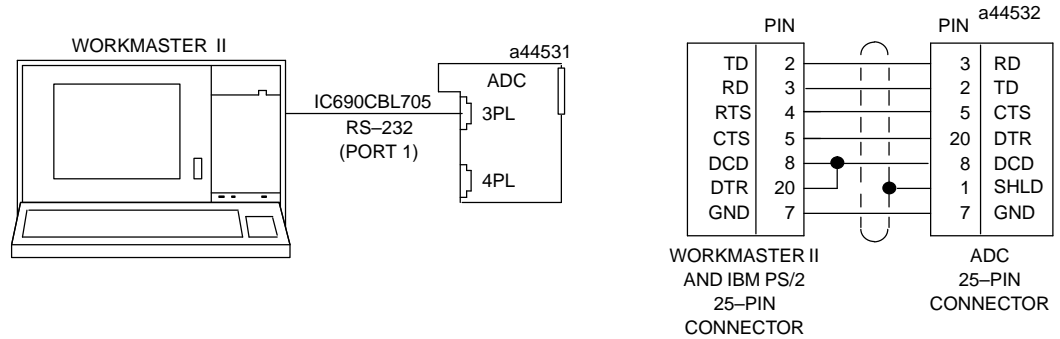 WORKMASTER II
a44531
ADC
IC690CBL705
3PL
RS–232
(PORT 1)
4PL
a44532
PIN PIN
TD 2 3 RD
RD 3 2 TD
RTS 4 5 CTS
CTS 5 20 DTR
DCD 8 8 DCD
DTR 20 1 SHLD
GND 7 7 GND
WORKMASTER II
AND IBM PS/2
25–PIN
CONNECTOR
ADC
25–PIN
CONNECTOR